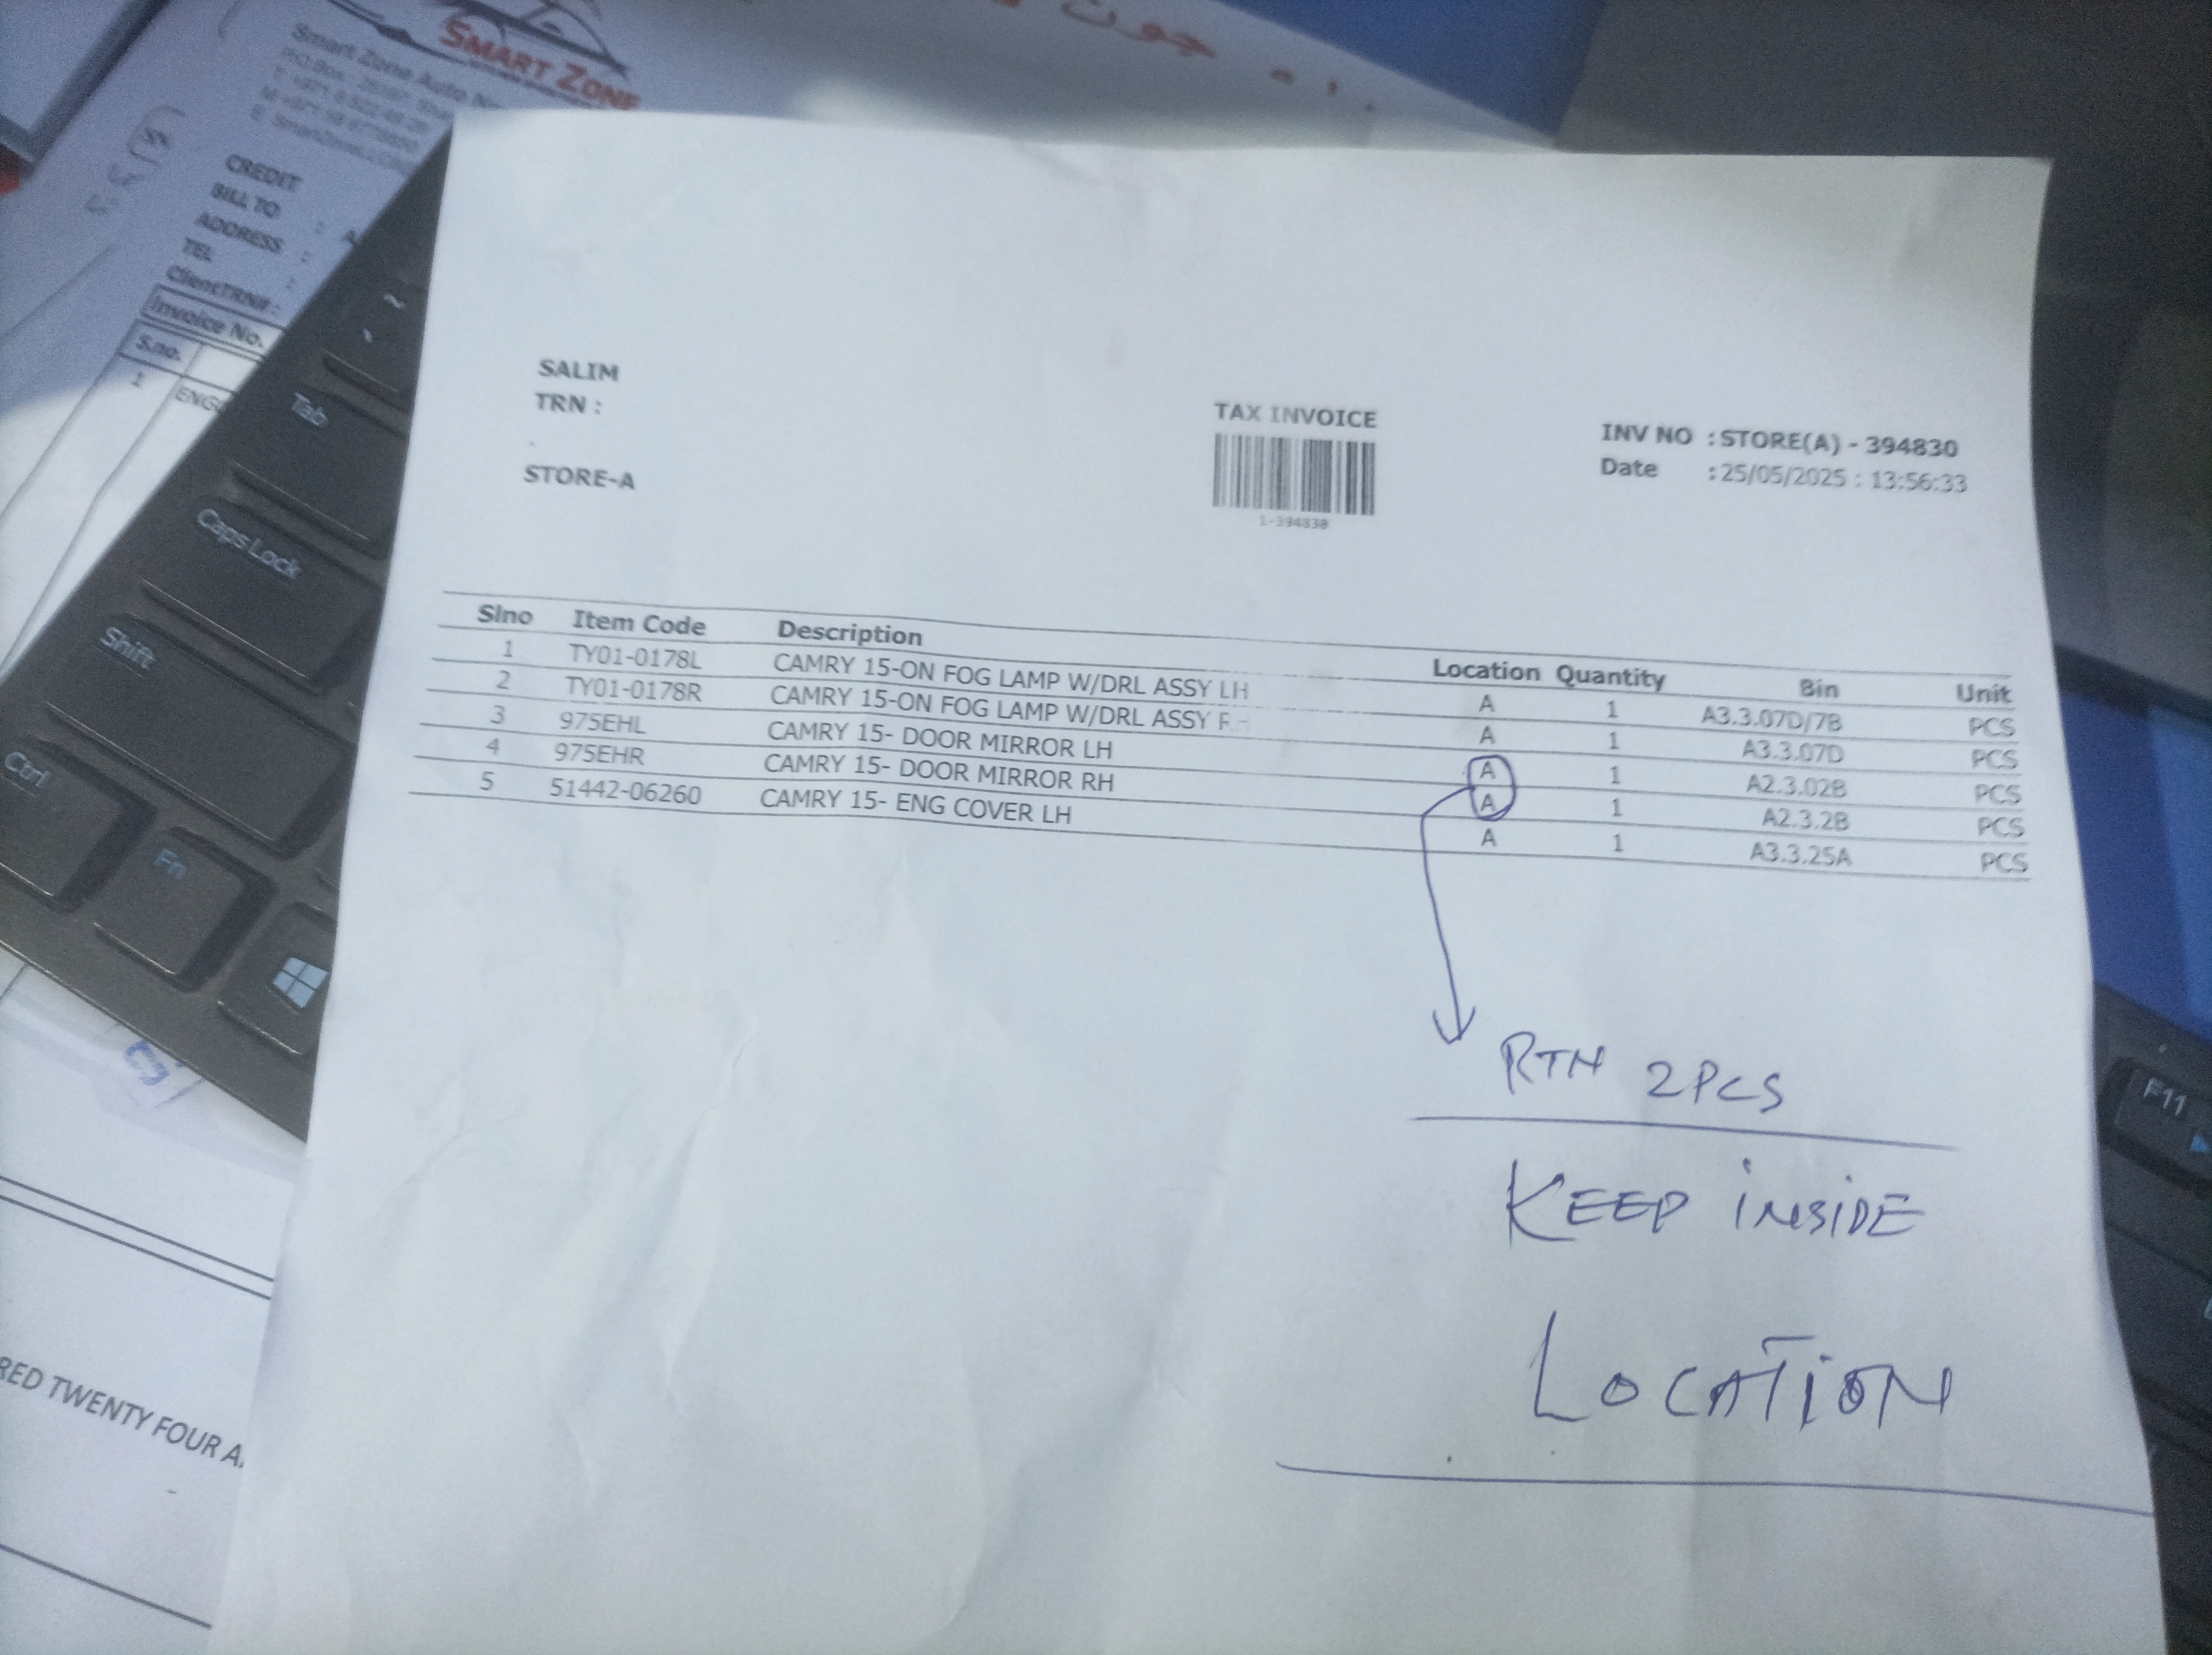 SMART ZONE
Smart Zone Auto
CREDIT
BILL TO :
ADDRESS :
TEL :
ClientTRN# :
Invoice No.
S.no.
1
Tab
Caps Lock
Shift
Ctrl
Fn
RED TWENTY FOUR A
F11
SALIM
TRN :
STORE-A
TAX INVOICE
1-394830
INV NO : STORE(A) - 394830
Date : 25/05/2025 : 13:56:33
Slno Item Code Description Location Quantity Bin Unit
1 TY01-0178L CAMRY 15-ON FOG LAMP W/DRL ASSY LH A 1 A3.3.07D/7B PCS
2 TY01-0178R CAMRY 15-ON FOG LAMP W/DRL ASSY RH A 1 A3.3.07D PCS
3 975EHL CAMRY 15- DOOR MIRROR LH A 1 A2.3.02B PCS
4 975EHR CAMRY 15- DOOR MIRROR RH A 1 A2.3.2B PCS
5 51442-06260 CAMRY 15- ENG COVER LH A 1 A3.3.25A PCS
RTN 2PCS
KEEP INSIDE
LOCATION